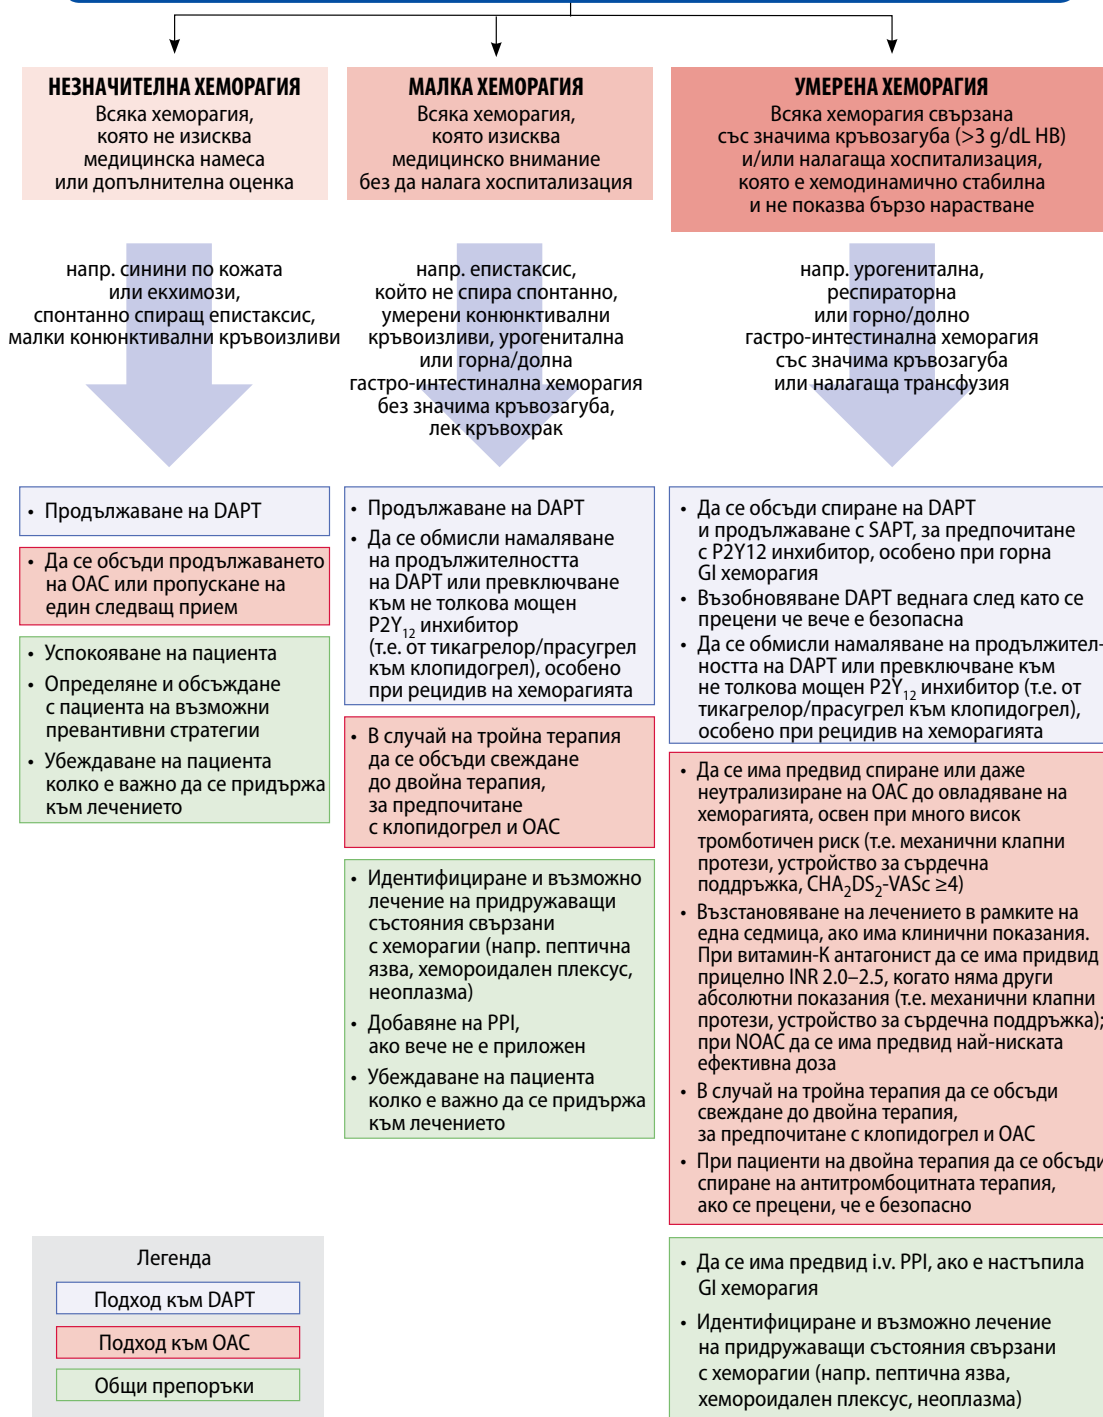 НЕЗНАЧИТЕЛНА ХЕМОРАГИЯ
Всяка хеморагия,
която не изисква
медицинска намеса
или допълнителна оценка
напр. синини по кожата
или екхимози,
спонтанно спиращ епистаксис,
малки конюнктивални кръвоизливи
• Продължаване на DAPT
• Да се обсъди продължаването
на ОАС или пропускане на
един следващ прием
• Успокояване на пациента
• Определяне и обсъждане
с пациента на възможни
превантивни стратегии
• Убеждаване на пациента
колко е важно да се придържа
към лечението
МАЛКА ХЕМОРАГИЯ
Всяка хеморагия,
която изисква
медицинско внимание
без да налага хоспитализация
напр. епистаксис,
който не спира спонтанно,
умерени конюнктивални
кръвоизливи, урогенитална
или горна/долна
гастро-интестинална хеморагия
без значима кръвозагуба,
лек кръвохрак
• Продължаване на DAPT
• Да се обмисли намаляване
на продължителността
на DAPT или превключване
към не толкова мощен
P2Y₁₂ инхибитор
(т.е. от тикагрелор/прасугрел
към клопидогрел), особено
при рецидив на хеморагията
• В случай на тройна терапия
да се обсъди свеждане
до двойна терапия,
за предпочитане
с клопидогрел и ОАС
• Идентифициране и възможно
лечение на придружаващи
състояния свързани
с хеморагии (напр. пептична
язва, хемороидален плексус,
неоплазма)
• Добавяне на PPI,
ако вече не е приложен
• Убеждаване на пациента
колко е важно да се придържа
към лечението
УМЕРЕНА ХЕМОРАГИЯ
Всяка хеморагия свързана
със значима кръвозагуба (>3 g/dL HB)
и/или налагаща хоспитализация,
която е хемодинамично стабилна
и не показва бързо нарастване
напр. урогенитална,
респираторна
или горно/долно
гастро-интестинална хеморагия
със значима кръвозагуба
или налагаща трансфузия
• Да се обсъди спиране на DAPT
и продължаване с SAPT, за предпочитане
с P2Y12 инхибитор, особено при горна
GI хеморагия
• Възобновяване DAPT веднага след като се
прецени че вече е безопасна
• Да се обмисли намаляване на продължител-
ността на DAPT или превключване към
не толкова мощен P2Y₁₂ инхибитор (т.е. от
тикагрелор/прасугрел към клопидогрел),
особено при рецидив на хеморагията
• Да се има предвид спиране или даже
неутрализиране на ОАС до овладяване на
хеморагията, освен при много висок
тромботичен риск (т.е. механични клапни
протези, устройство за сърдечна
поддръжка, CHA₂DS₂-VASc ≥4)
• Възстановяване на лечението в рамките на
една седмица, ако има клинични показания.
При витамин-К антагонист да се има придвид
прицелно INR 2.0–2.5, когато няма други
абсолютни показания (т.е. механични клапни
протези, устройство за сърдечна поддръжка);
при NOAC да се има предвид най-ниската
ефективна доза
• В случай на тройна терапия да се обсъди
свеждане до двойна терапия,
за предпочитане с клопидогрел и ОАС
• При пациенти на двойна терапия да се обсъди
спиране на антитромбоцитната терапия,
ако се прецени, че е безопасно
• Да се има предвид i.v. PPI, ако е настъпила
GI хеморагия
• Идентифициране и възможно лечение
на придружаващи състояния свързани
с хеморагии (напр. пептична язва,
хемороидален плексус, неоплазма)
Легенда
Подход към DAPT
Подход към ОАС
Общи препоръки